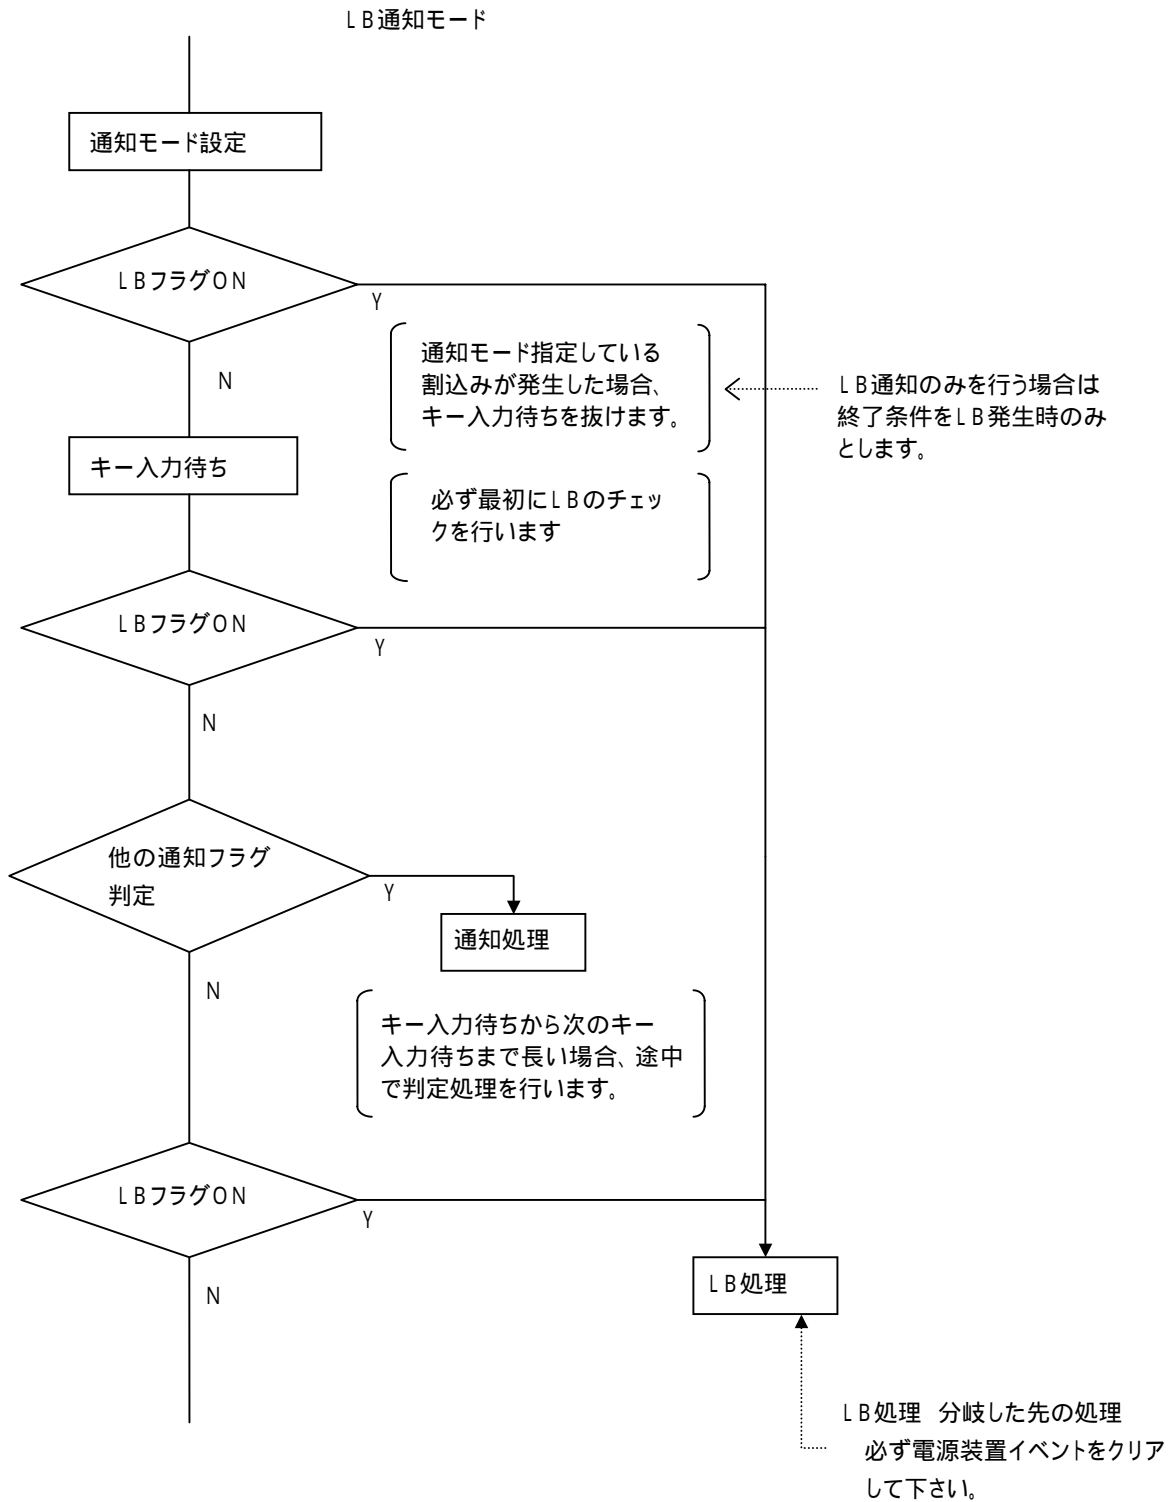 LB通知モード
通知モード設定
LBフラグON
Y
N
通知モード指定している
割込みが発生した場合、
キー入力待ちを抜けます。
LB通知のみを行う場合は
終了条件をLB発生時のみ
とします。
キー入力待ち
必ず最初にLBのチェッ
クを行います
LBフラグON
Y
N
他の通知フラグ
判定
Y
通知処理
N
キー入力待ちから次のキー
入力待ちまで長い場合、途中
で判定処理を行います。
LBフラグON
Y
N
LB処理
LB処理 分岐した先の処理
必ず電源装置イベントをクリア
して下さい。